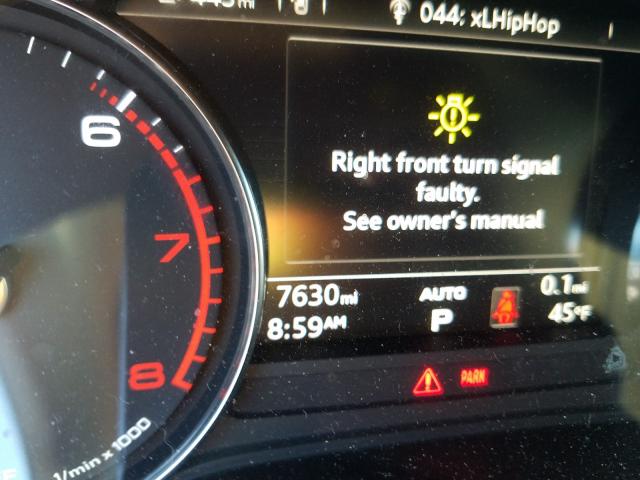 044: xLHipHop
6
Right front turn signal
faulty.
See owner's manual
7
7630mi
AUTO
0.1mi
8:59AM
P
45°F
8
PARK
1/min x 1000